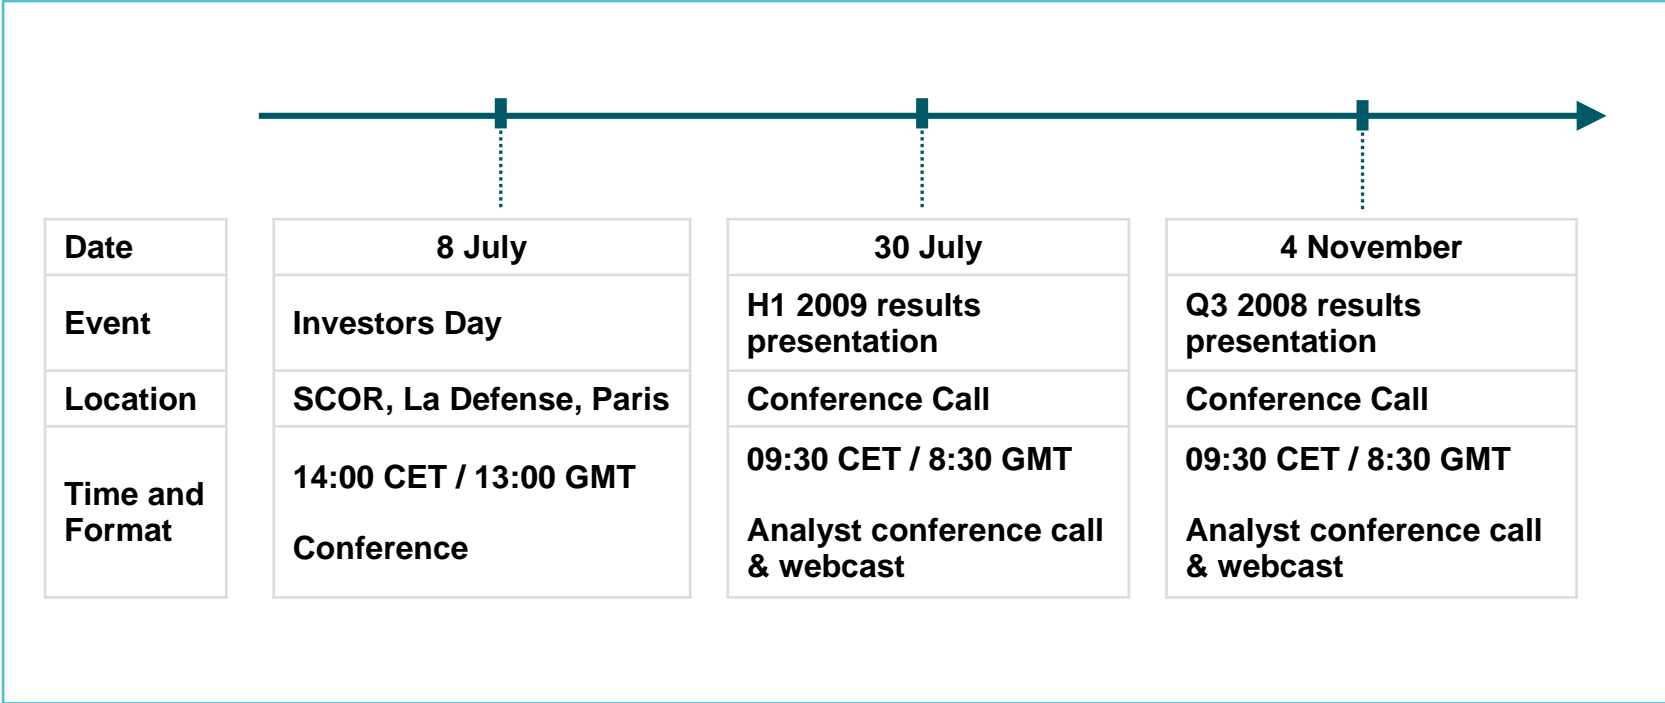 Date
8 July
30 July
4 November
Event
Investors Day
H1 2009 results
presentation
Q3 2008 results
presentation
Location
SCOR, La Defense, Paris
Conference Call
Conference Call
Time and
Format
14:00 CET / 13:00 GMT
Conference
09:30 CET / 8:30 GMT
Analyst conference call
& webcast
09:30 CET / 8:30 GMT
Analyst conference call
& webcast